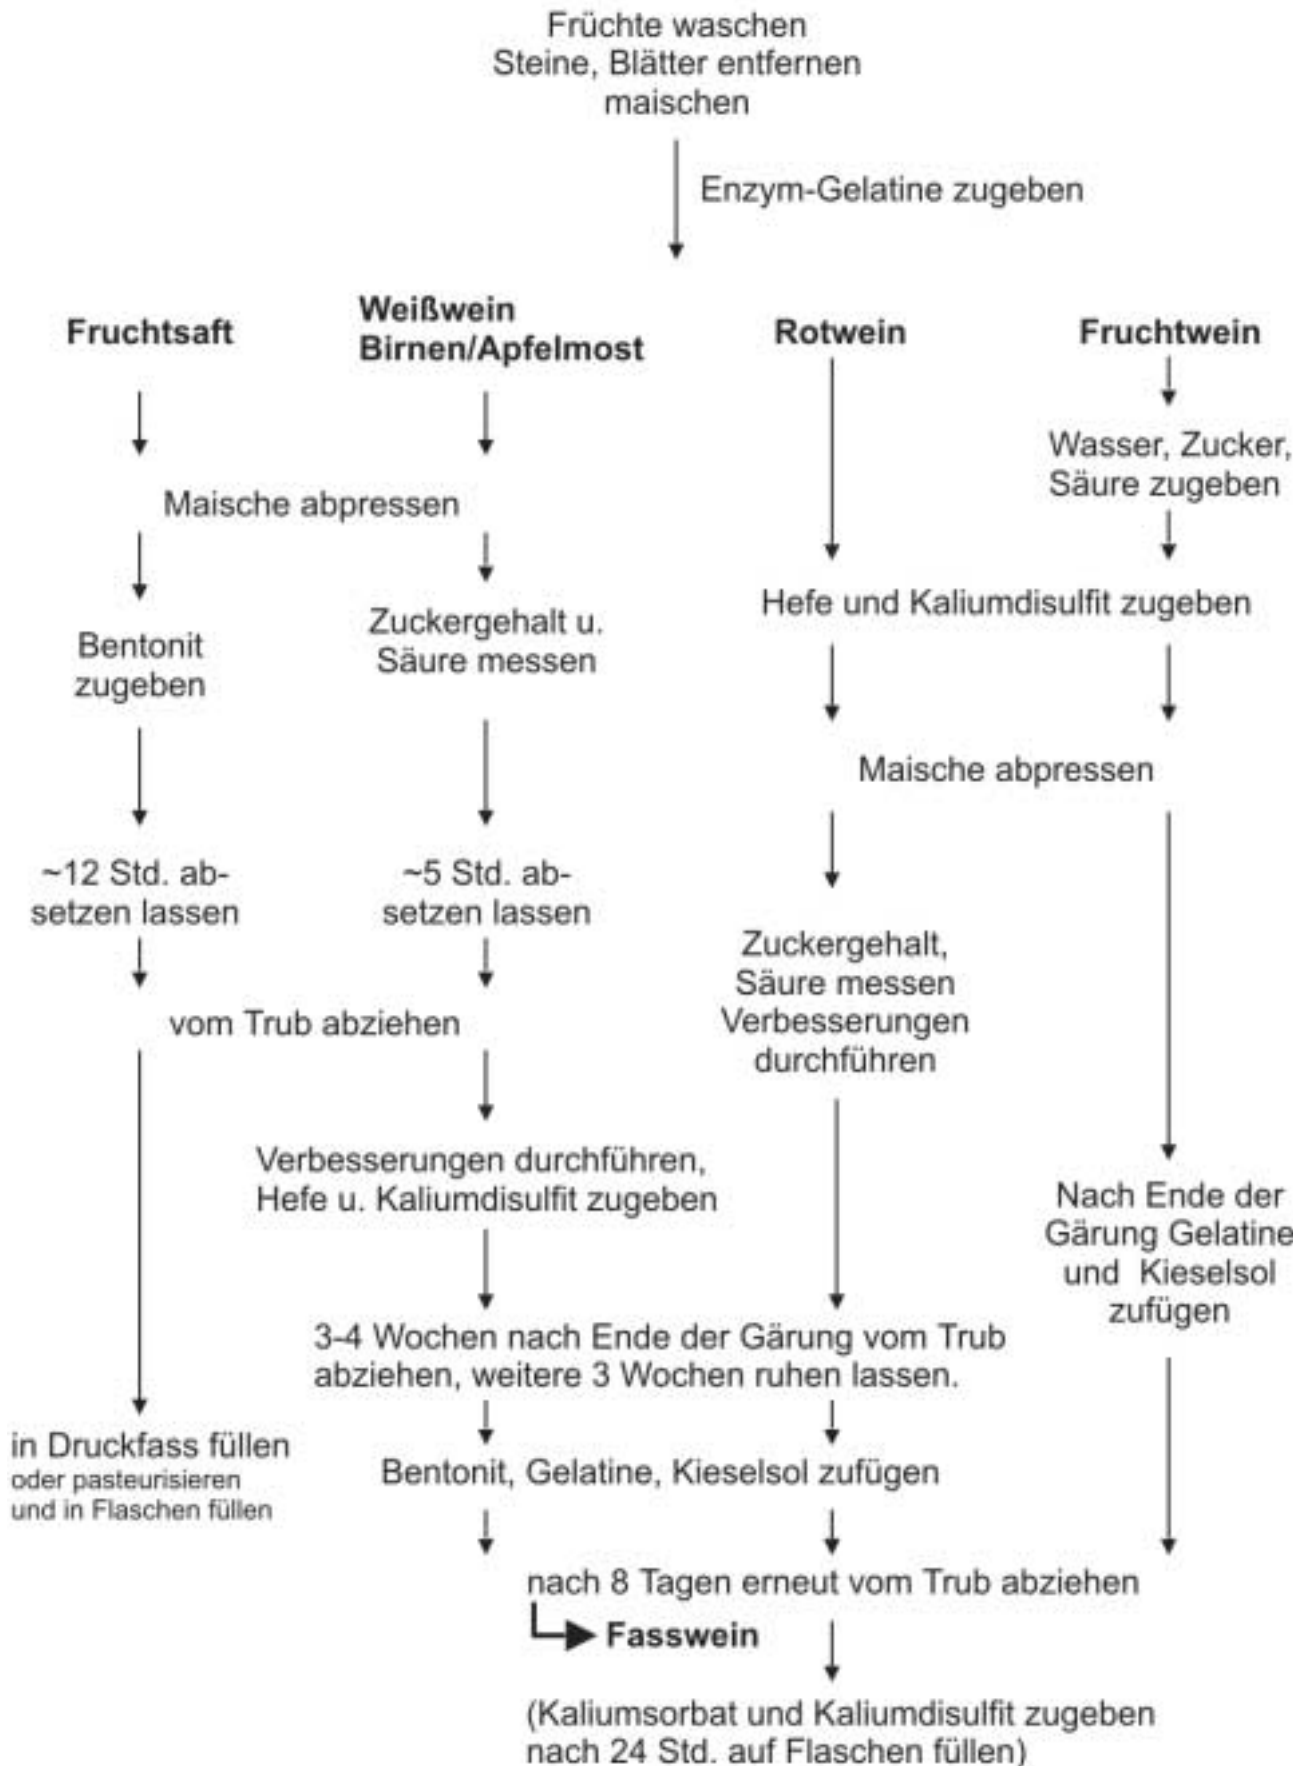 Früchte waschen
Steine, Blätter entfernen
maischen
Enzym-Gelatine zugeben
Fruchtsaft
Weißwein
Birnen/Apfelmost
Rotwein
Fruchtwein
Wasser, Zucker,
Säure zugeben
Maische abpressen
Hefe und Kaliumdisulfit zugeben
Bentonit
zugeben
Zuckergehalt u.
Säure messen
Maische abpressen
~12 Std. ab-
setzen lassen
~5 Std. ab-
setzen lassen
Zuckergehalt,
Säure messen
Verbesserungen
durchführen
vom Trub abziehen
Verbesserungen durchführen,
Hefe u. Kaliumdisulfit zugeben
Nach Ende der
Gärung Gelatine
und Kieselsol
zufügen
3-4 Wochen nach Ende der Gärung vom Trub
abziehen, weitere 3 Wochen ruhen lassen.
in Druckfass füllen
oder pasteurisieren
und in Flaschen füllen
Bentonit, Gelatine, Kieselsol zufügen
nach 8 Tagen erneut vom Trub abziehen
Fasswein
(Kaliumsorbat und Kaliumdisulfit zugeben
nach 24 Std. auf Flaschen füllen)